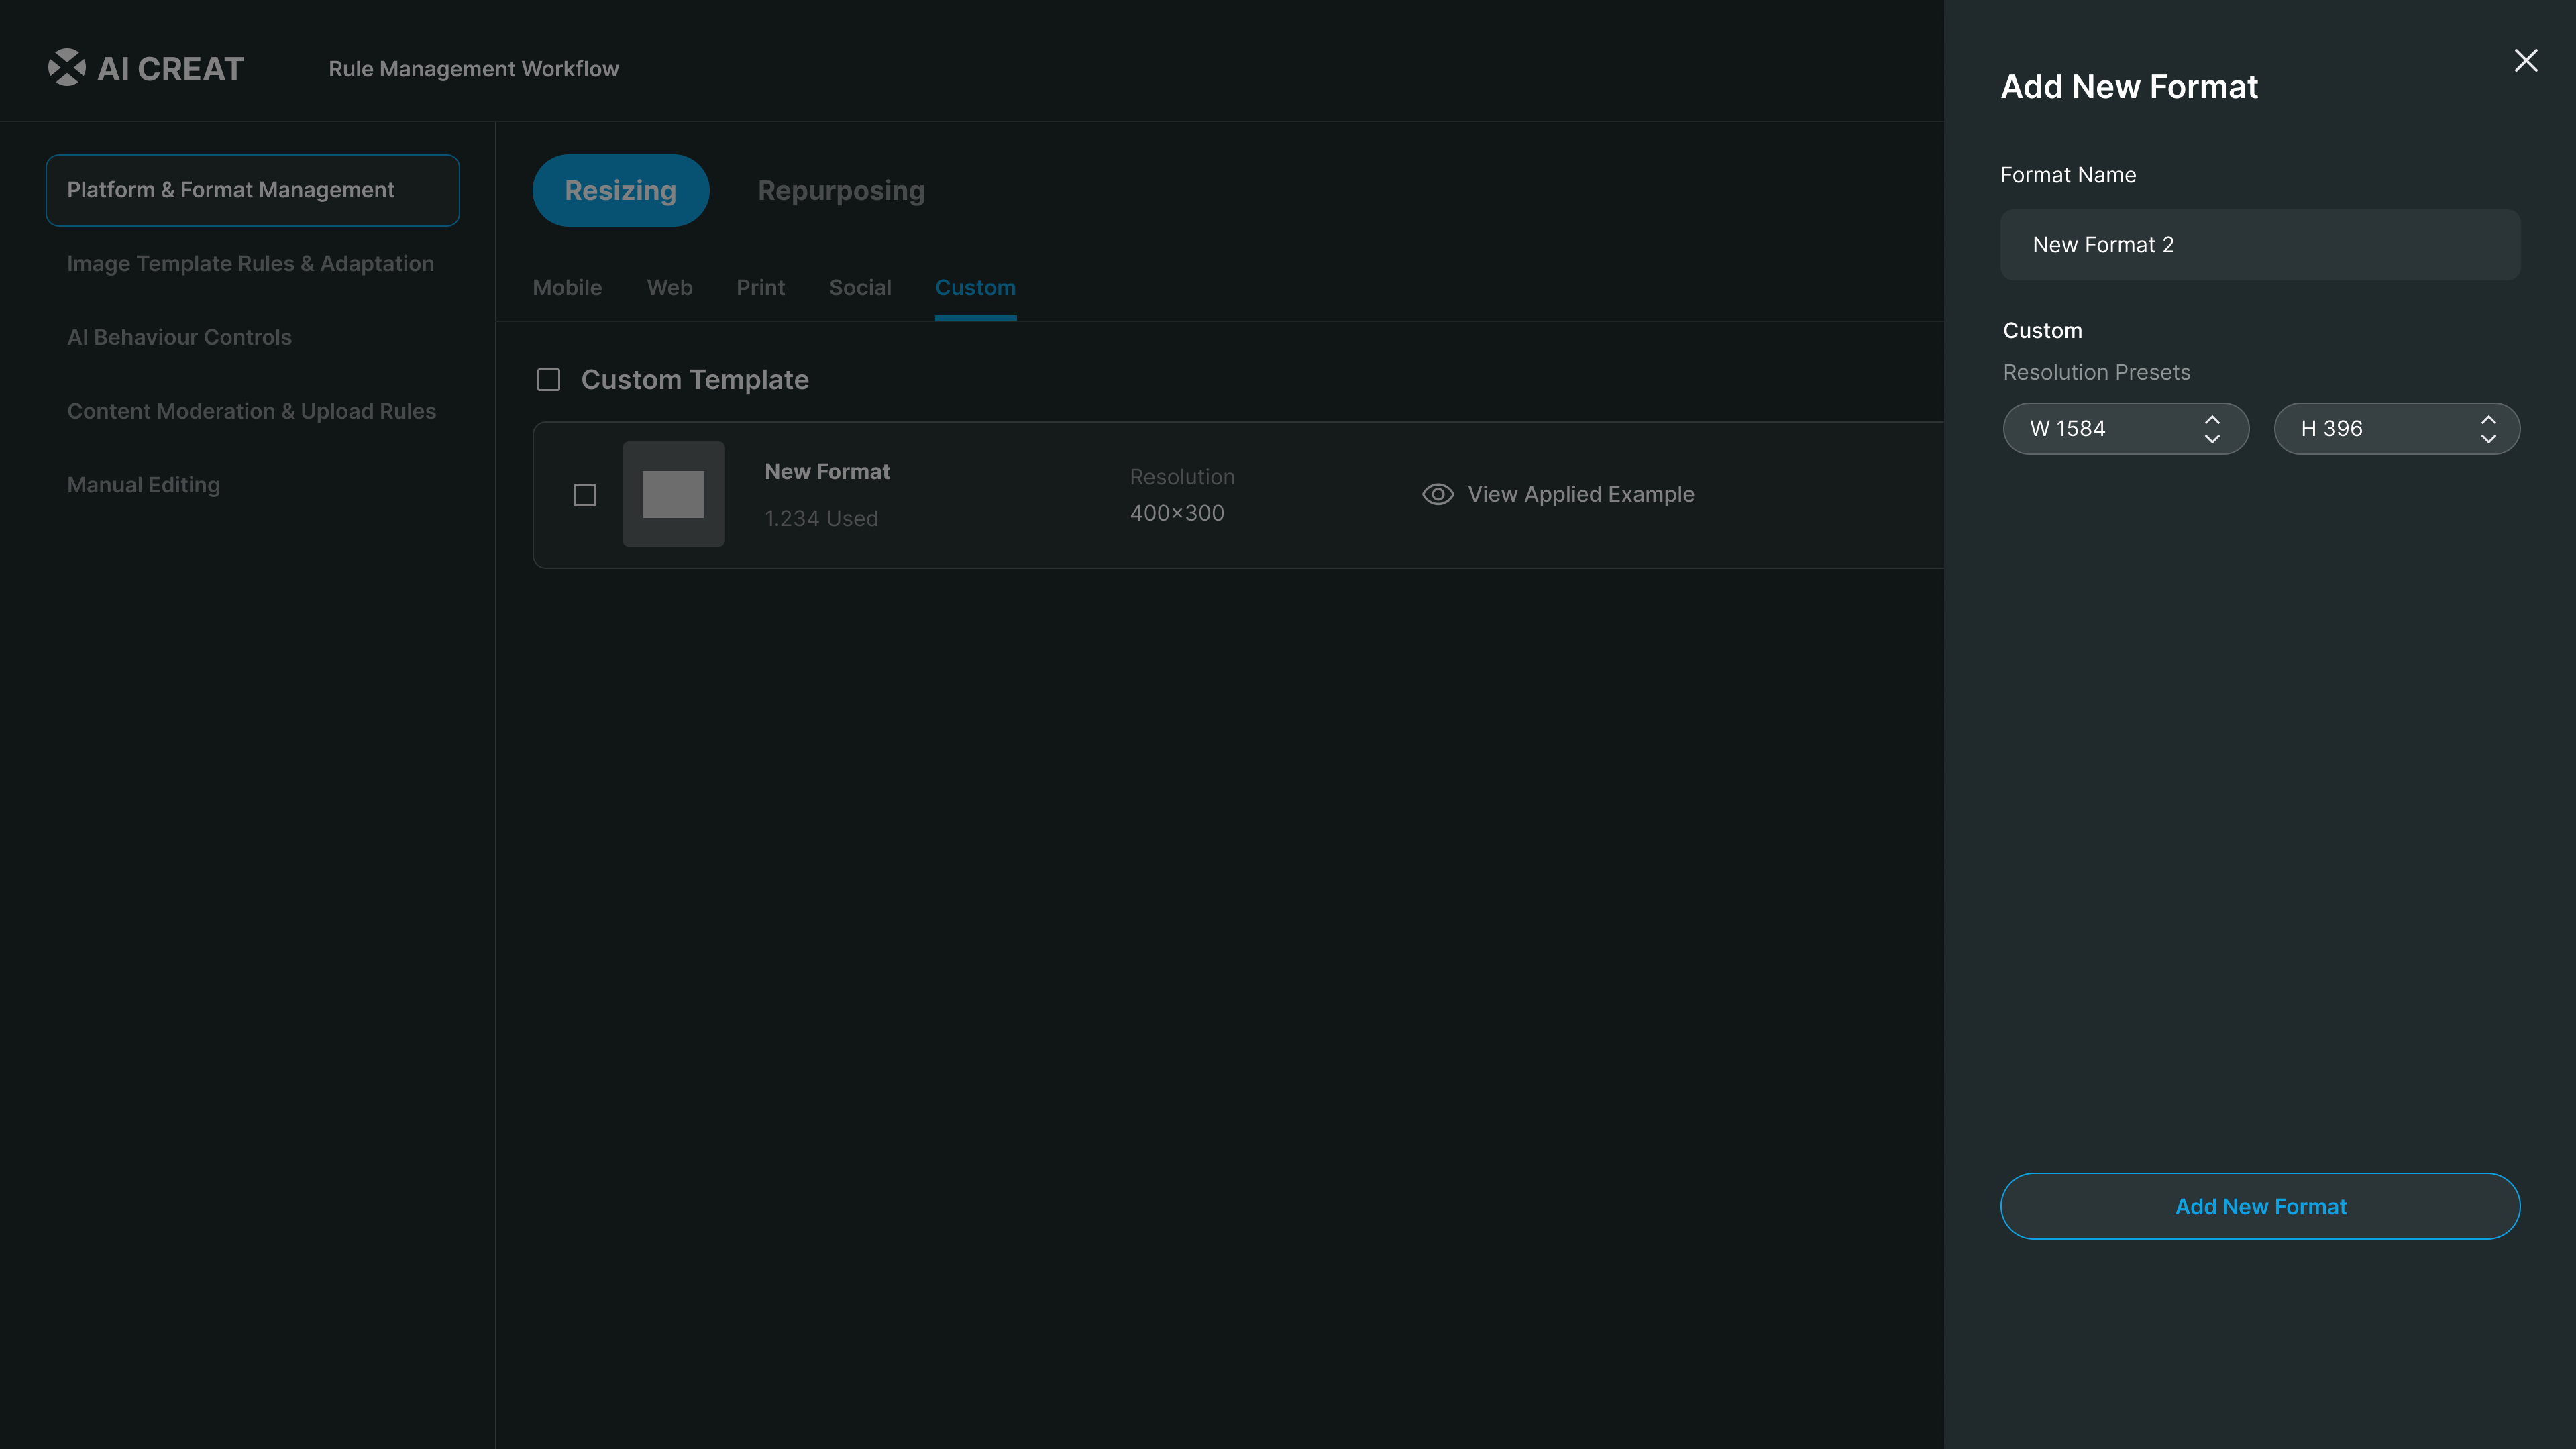 AI CREAT
Rule Management Workflow
Platform & Format Management
Image Template Rules & Adaptation
AI Behaviour Controls
Content Moderation & Upload Rules
Manual Editing
Resizing
Repurposing
Mobile
Web
Print
Social
Custom
Custom Template
New Format
1.234 Used
Resolution
400×300
View Applied Example
Add New Format
Format Name
New Format 2
Custom
Resolution Presets
W 1584
H 396
Add New Format